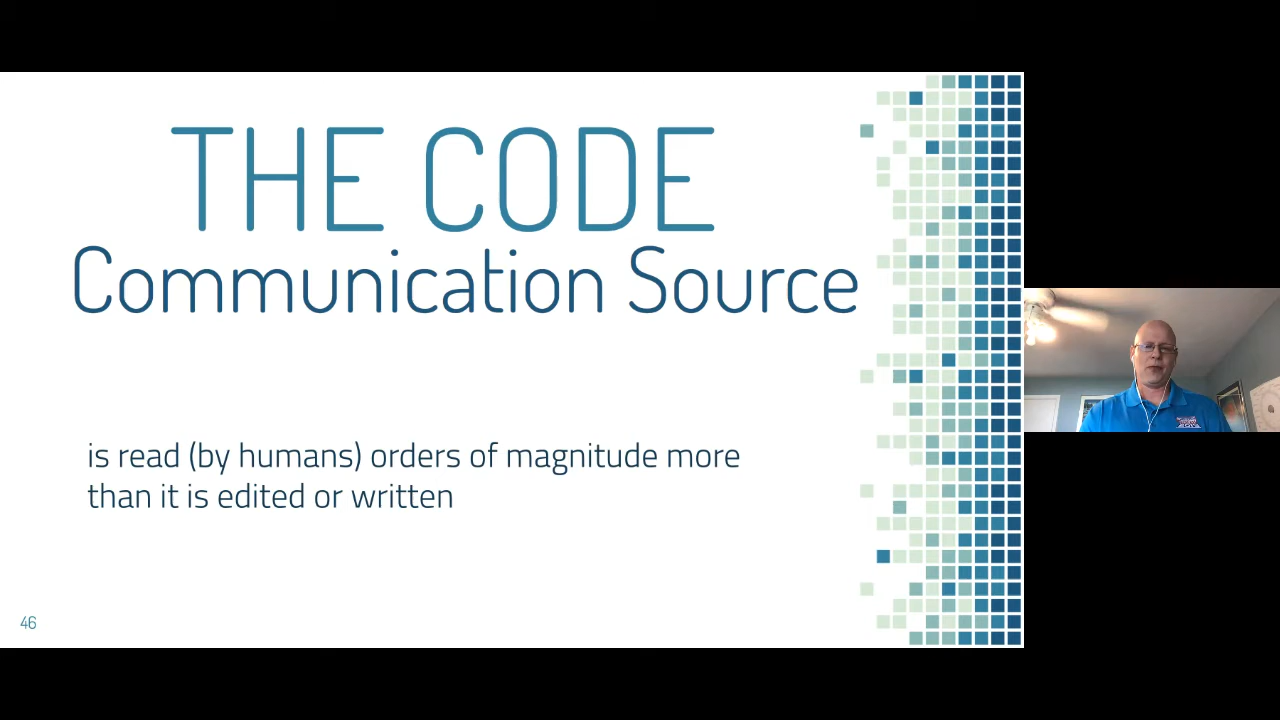 THE CODE
Communication Source
is read (by humans) orders of magnitude more
than it is edited or written
46